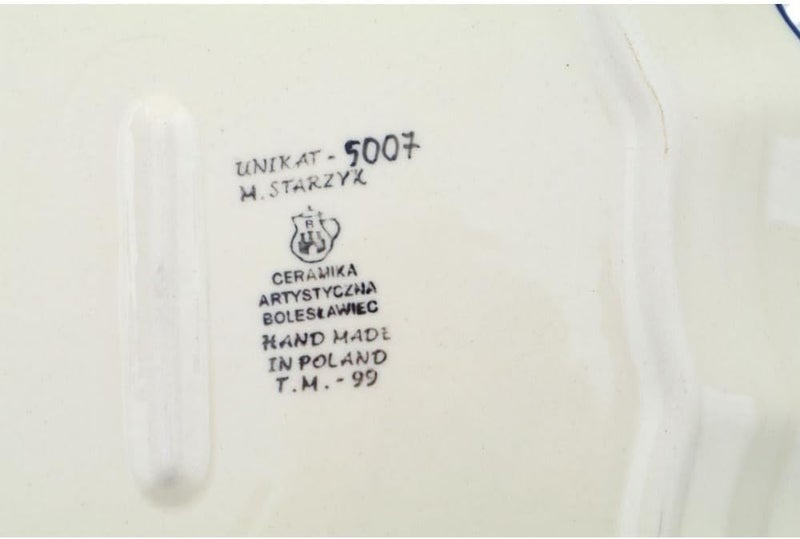 UNIKAT - 5007
M. STARZYK
B
CERAMIKA
ARTYSTYCZNA
BOLESŁAWIEC
HAND MADE
IN POLAND
T.M. - 99